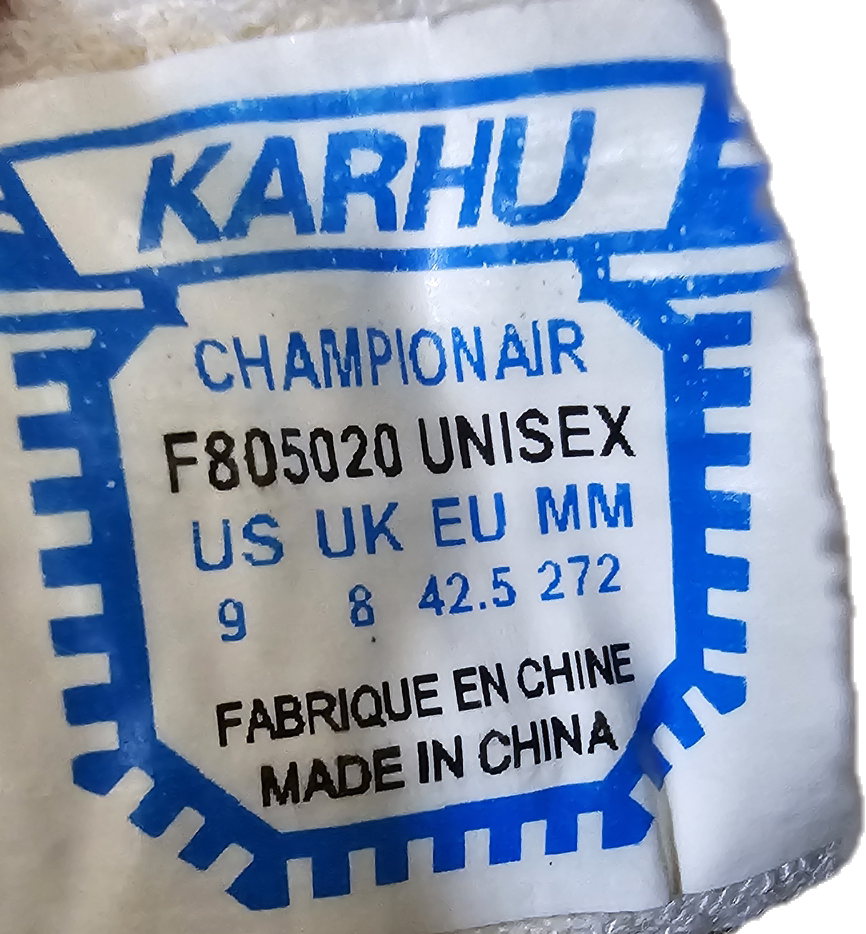 KARHU
CHAMPIONAIR
F805020 UNISEX
US UK EU MM
9 8 42.5 272
FABRIQUE EN CHINE
MADE IN CHINA